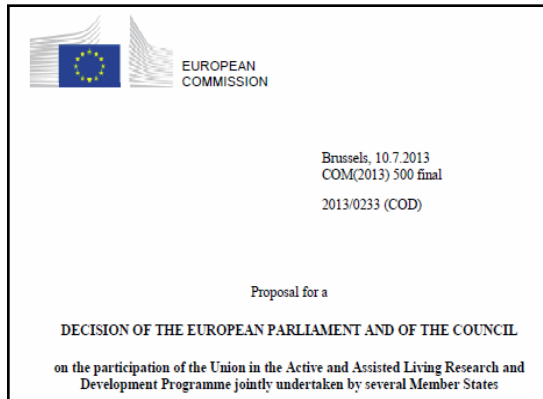 EUROPEAN
COMMISSION
Brussels, 10.7.2013
COM(2013) 500 final
2013/0233 (COD)
Proposal for a
DECISION OF THE EUROPEAN PARLIAMENT AND OF THE COUNCIL
on the participation of the Union in the Active and Assisted Living Research and
Development Programme jointly undertaken by several Member States